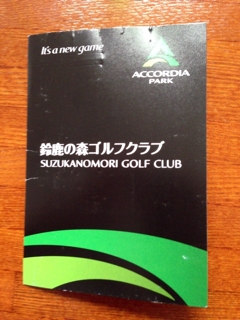 It's a new game
ACCORDIA
PARK
鈴鹿の森ゴルフクラブ
SUZUKANOMORI GOLF CLUB